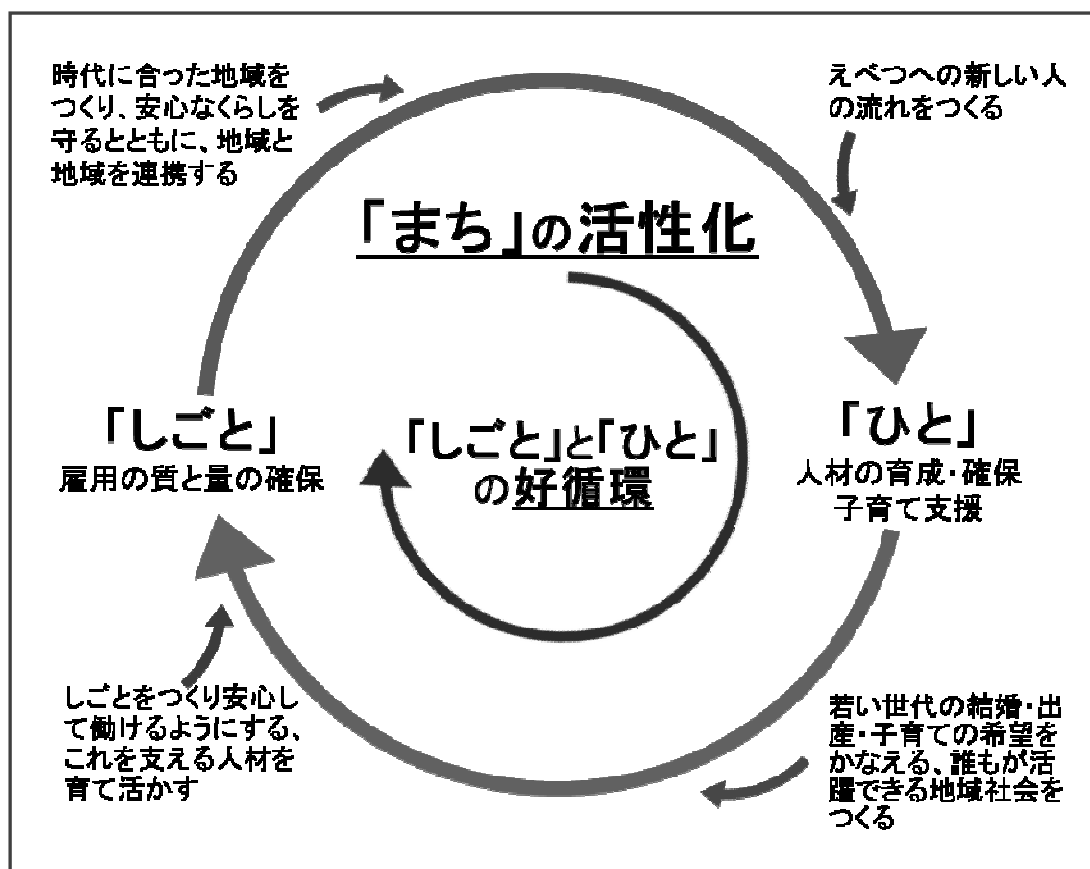 時代に合った地域を
つくり、安心なくらしを
守るとともに、地域と
地域を連携する
えべつへの新しい人
の流れをつくる
「まち」の活性化
「しごと」
雇用の質と量の確保
「しごと」と「ひと」
の好循環
「ひと」
人材の育成・確保
子育て支援
しごとをつくり安心し
て働けるようにする、
これを支える人材を
育て活かす
若い世代の結婚・出
産・子育ての希望を
かなえる、誰もが活
躍できる地域社会を
つくる